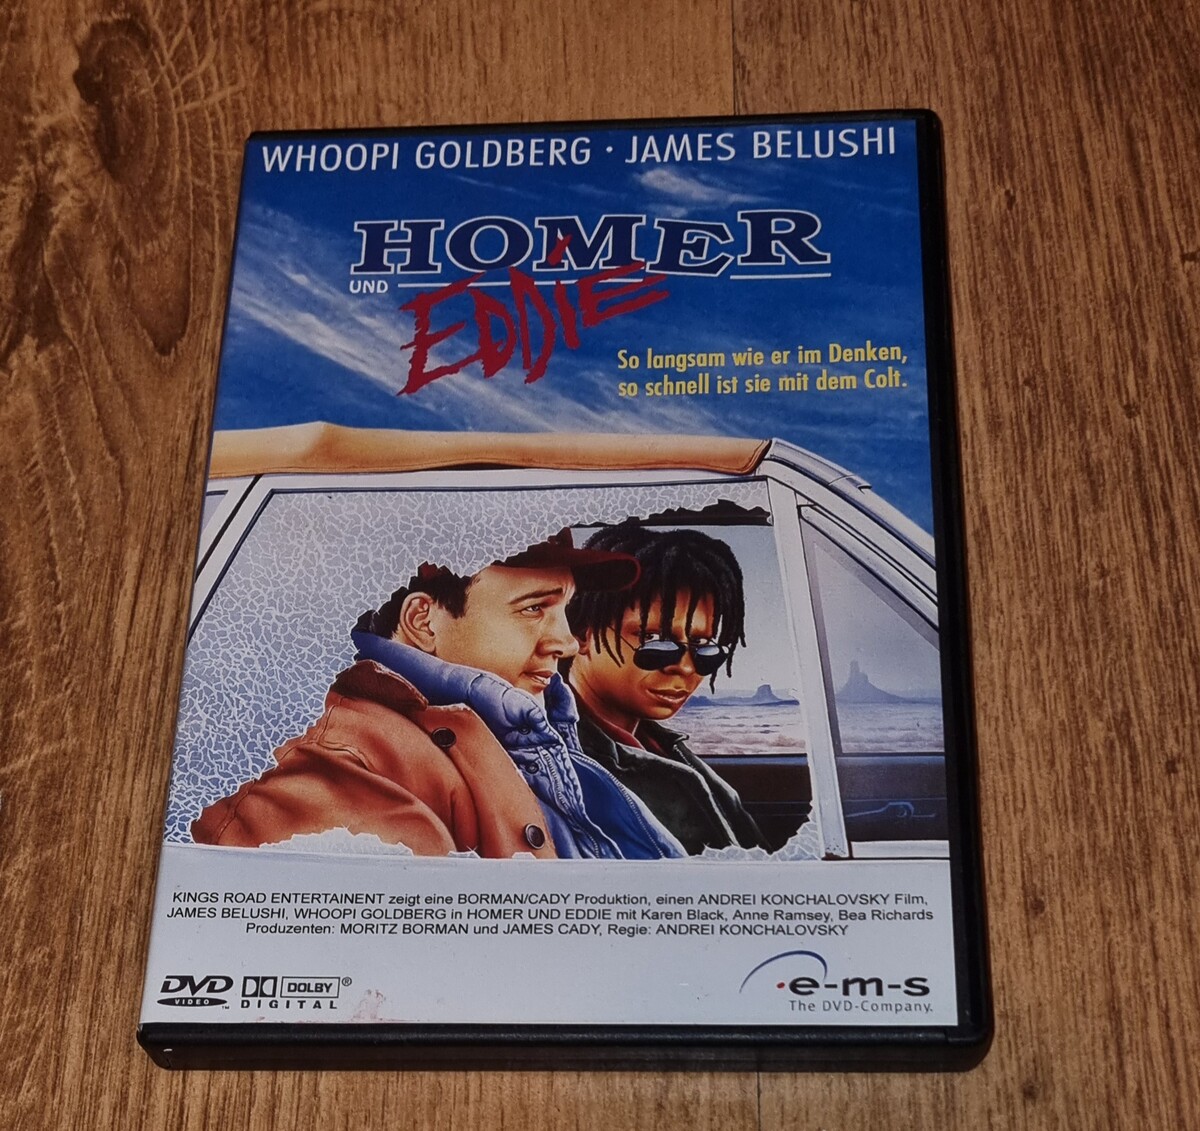 WHOOPI GOLDBERG · JAMES BELUSHI
HOMER
UND
EDDiE
So langsam wie er im Denken,
so schnell ist sie mit dem Colt.
KINGS ROAD ENTERTAINENT zeigt eine BORMAN/CADY Produktion, einen ANDREI KONCHALOVSKY Film,
JAMES BELUSHI, WHOOPI GOLDBERG in HOMER UND EDDIE mit Karen Black, Anne Ramsey, Bea Richards
Produzenten: MORITZ BORMAN und JAMES CADY, Regie: ANDREI KONCHALOVSKY
DVD
VIDEO ™
DOLBY ®
DIGITAL
·e-m-s
The DVD-Company.